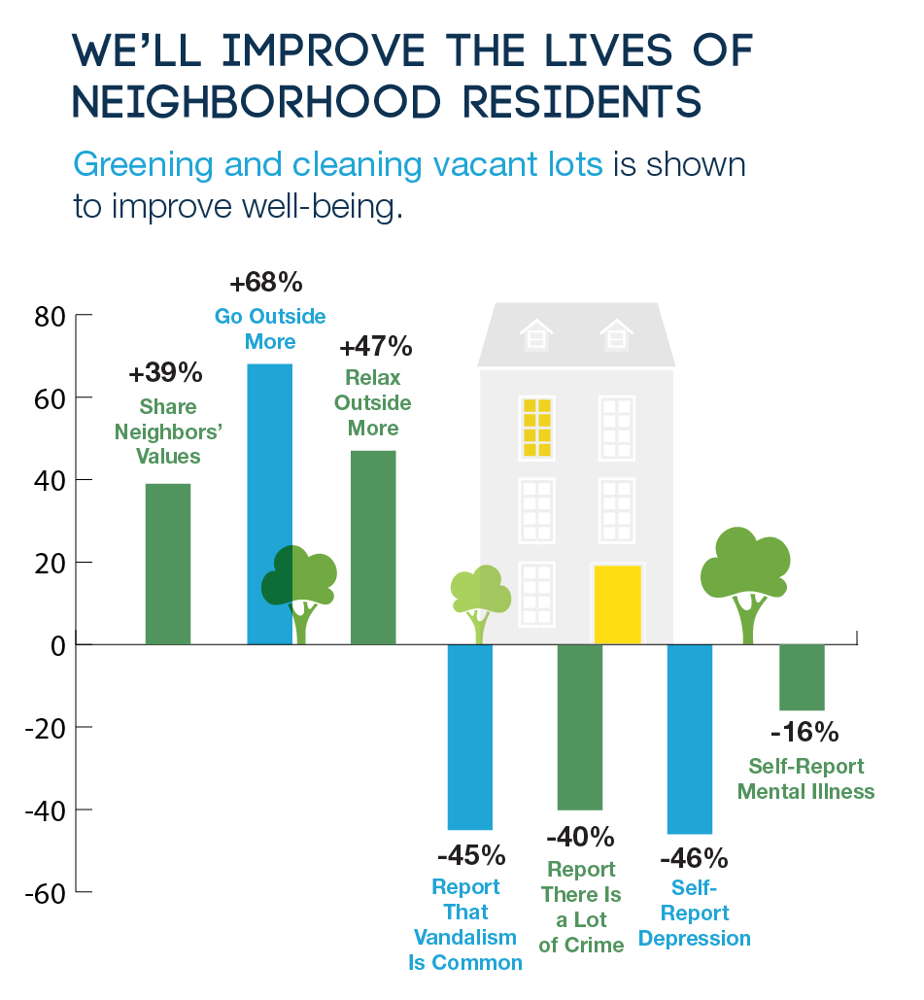 WE’LL IMPROVE THE LIVES OF
NEIGHBORHOOD RESIDENTS
Greening and cleaning vacant lots is shown
to improve well-being.
80
60
40
20
0
-20
-40
-60
+39%
Share
Neighbors’
Values
+68%
Go Outside
More
+47%
Relax
Outside
More
-45%
Report
That
Vandalism
Is Common
-40%
Report
There Is
a Lot
of Crime
-46%
Self-
Report
Depression
-16%
Self-Report
Mental Illness